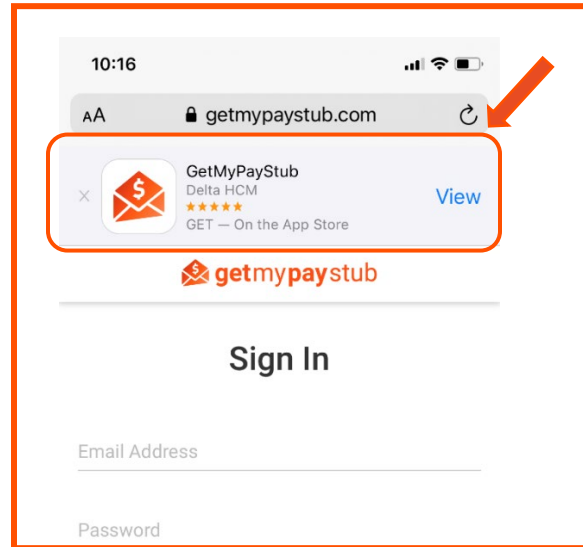 10:16
AA getmypaystub.com
GetMyPayStub
Delta HCM
GET — On the App Store
View
getmypaystub
Sign In
Email Address
Password